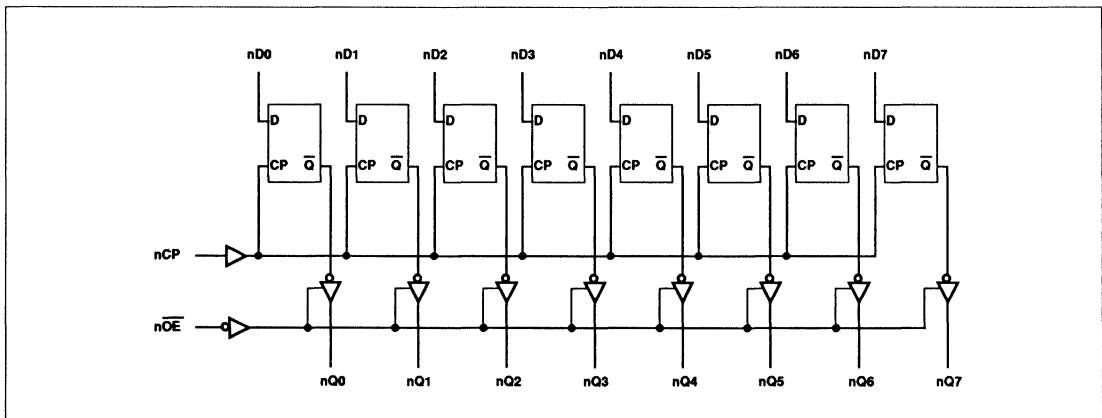 nD0 nD1 nD2 nD3 nD4 nD5 nD6 nD7
D D D D D D D D
CP Q̅ CP Q̅ CP Q̅ CP Q̅ CP Q̅ CP Q̅ CP Q̅ CP Q̅
nCP
nO̅E̅
nQ0 nQ1 nQ2 nQ3 nQ4 nQ5 nQ6 nQ7